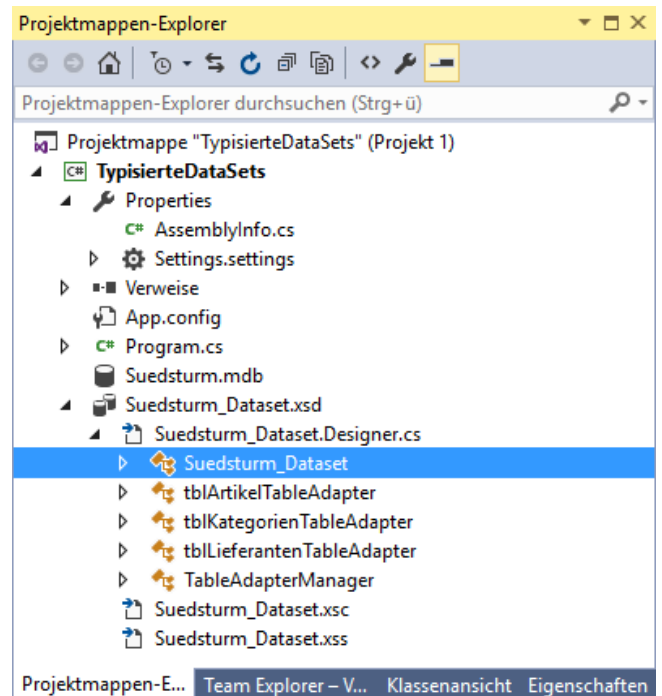 Projektmappen-Explorer
Projektmappen-Explorer durchsuchen (Strg+ü)
Projektmappe "TypisierteDataSets" (Projekt 1)
C# TypisierteDataSets
Properties
C# AssemblyInfo.cs
Settings.settings
Verweise
App.config
C# Program.cs
Suedsturm.mdb
Suedsturm_Dataset.xsd
Suedsturm_Dataset.Designer.cs
Suedsturm_Dataset
tblArtikelTableAdapter
tblKategorienTableAdapter
tblLieferantenTableAdapter
TableAdapterManager
Suedsturm_Dataset.xsc
Suedsturm_Dataset.xss
Projektmappen-E... Team Explorer – V... Klassenansicht Eigenschaften